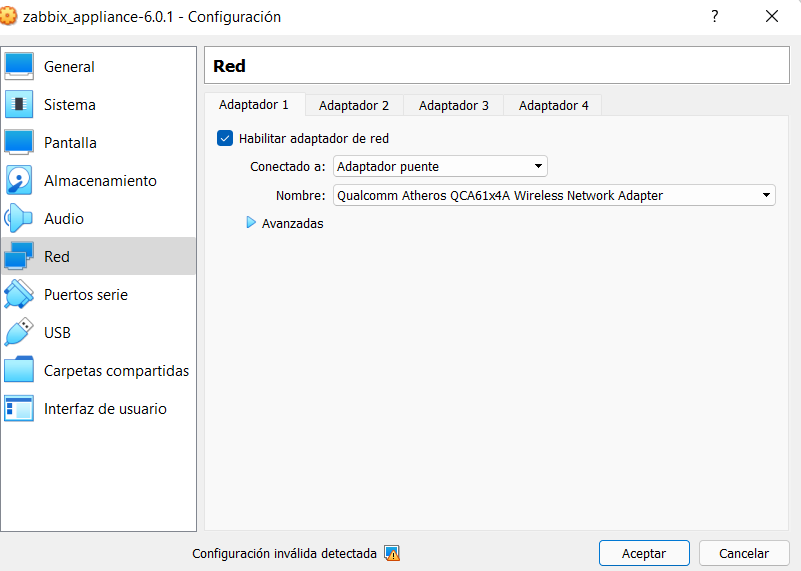 zabbix_appliance-6.0.1 - Configuración ?
General
Sistema
Pantalla
Almacenamiento
Audio
Red
Puertos serie
USB
Carpetas compartidas
Interfaz de usuario
Red
Adaptador 1 Adaptador 2 Adaptador 3 Adaptador 4
Habilitar adaptador de red
Conectado a: Adaptador puente
Nombre: Qualcomm Atheros QCA61x4A Wireless Network Adapter
Avanzadas
Configuración inválida detectada Aceptar Cancelar